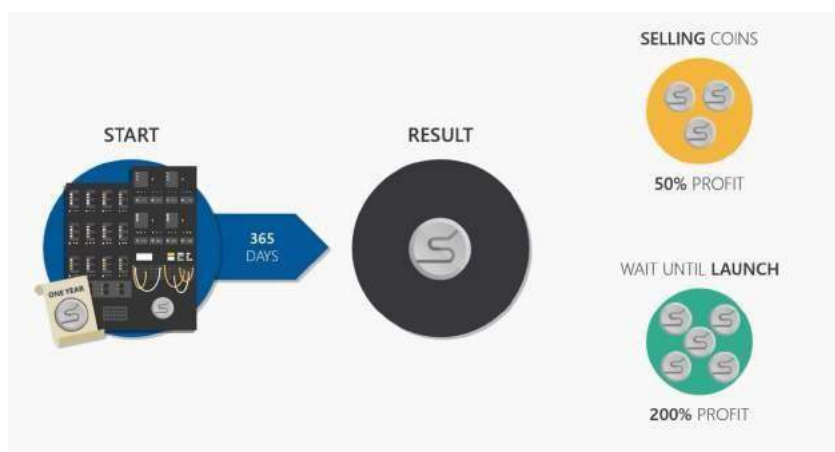 SELLING COINS
50% PROFIT
START
ONE YEAR
365
DAYS
RESULT
WAIT UNTIL LAUNCH
200% PROFIT